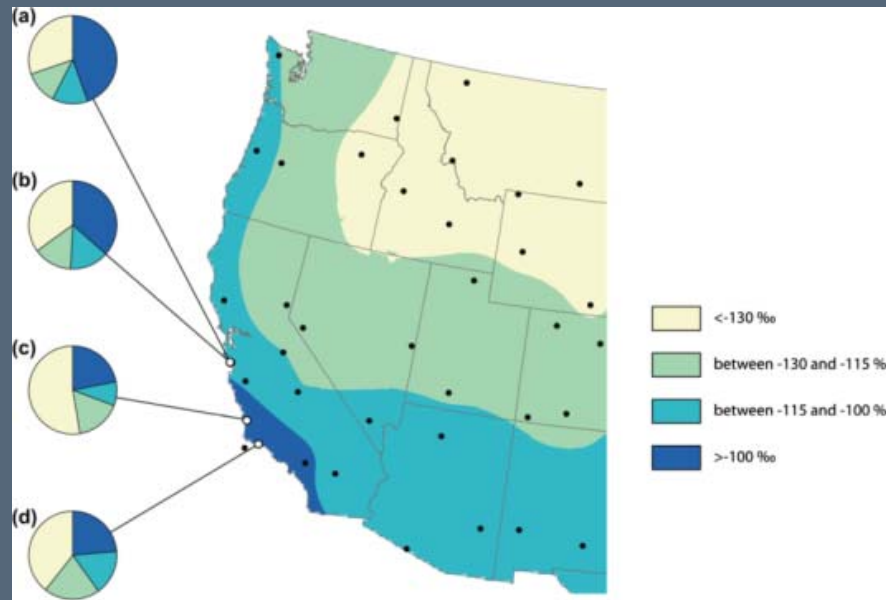 (a)
(b)
(c)
(d)
<-130 ‰
between -130 and -115 %
between -115 and -100 %
>-100 ‰